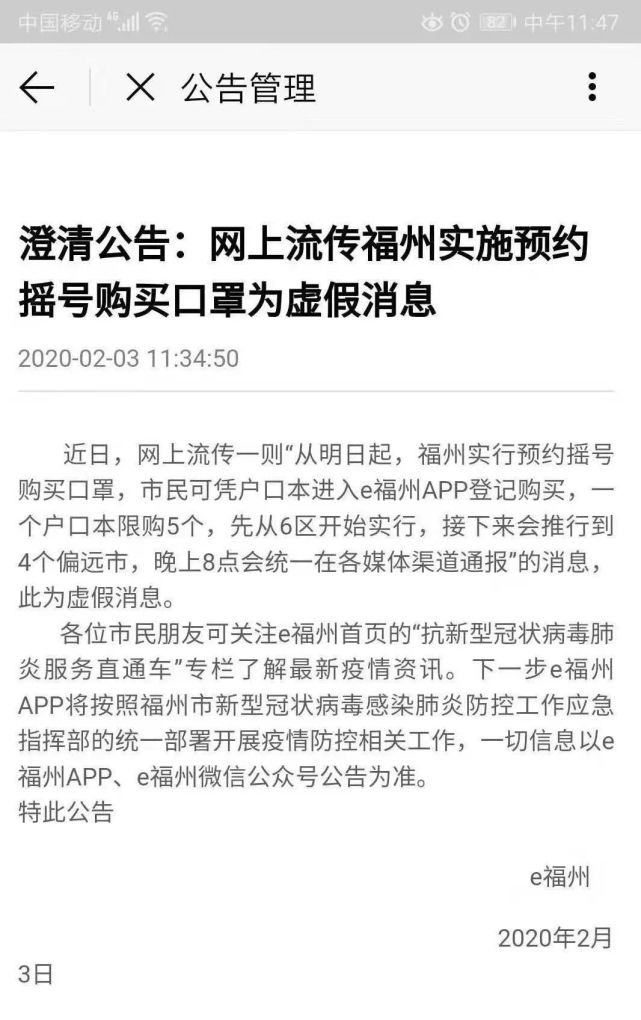 中国移动 4G 82 中午11:47
公告管理
澄清公告：网上流传福州实施预约
摇号购买口罩为虚假消息
2020-02-03 11:34:50
近日，网上流传一则“从明日起，福州实行预约摇号
购买口罩，市民可凭户口本进入e福州APP登记购买，一
个户口本限购5个，先从6区开始实行，接下来会推行到
4个偏远市，晚上8点会统一在各媒体渠道通报”的消息，
此为虚假消息。
各位市民朋友可关注e福州首页的“抗新型冠状病毒肺
炎服务直通车”专栏了解最新疫情资讯。下一步e福州
APP将按照福州市新型冠状病毒感染肺炎防控工作应急
指挥部的统一部署开展疫情防控相关工作，一切信息以e
福州APP、e福州微信公众号公告为准。
特此公告
e福州
2020年2月
3日